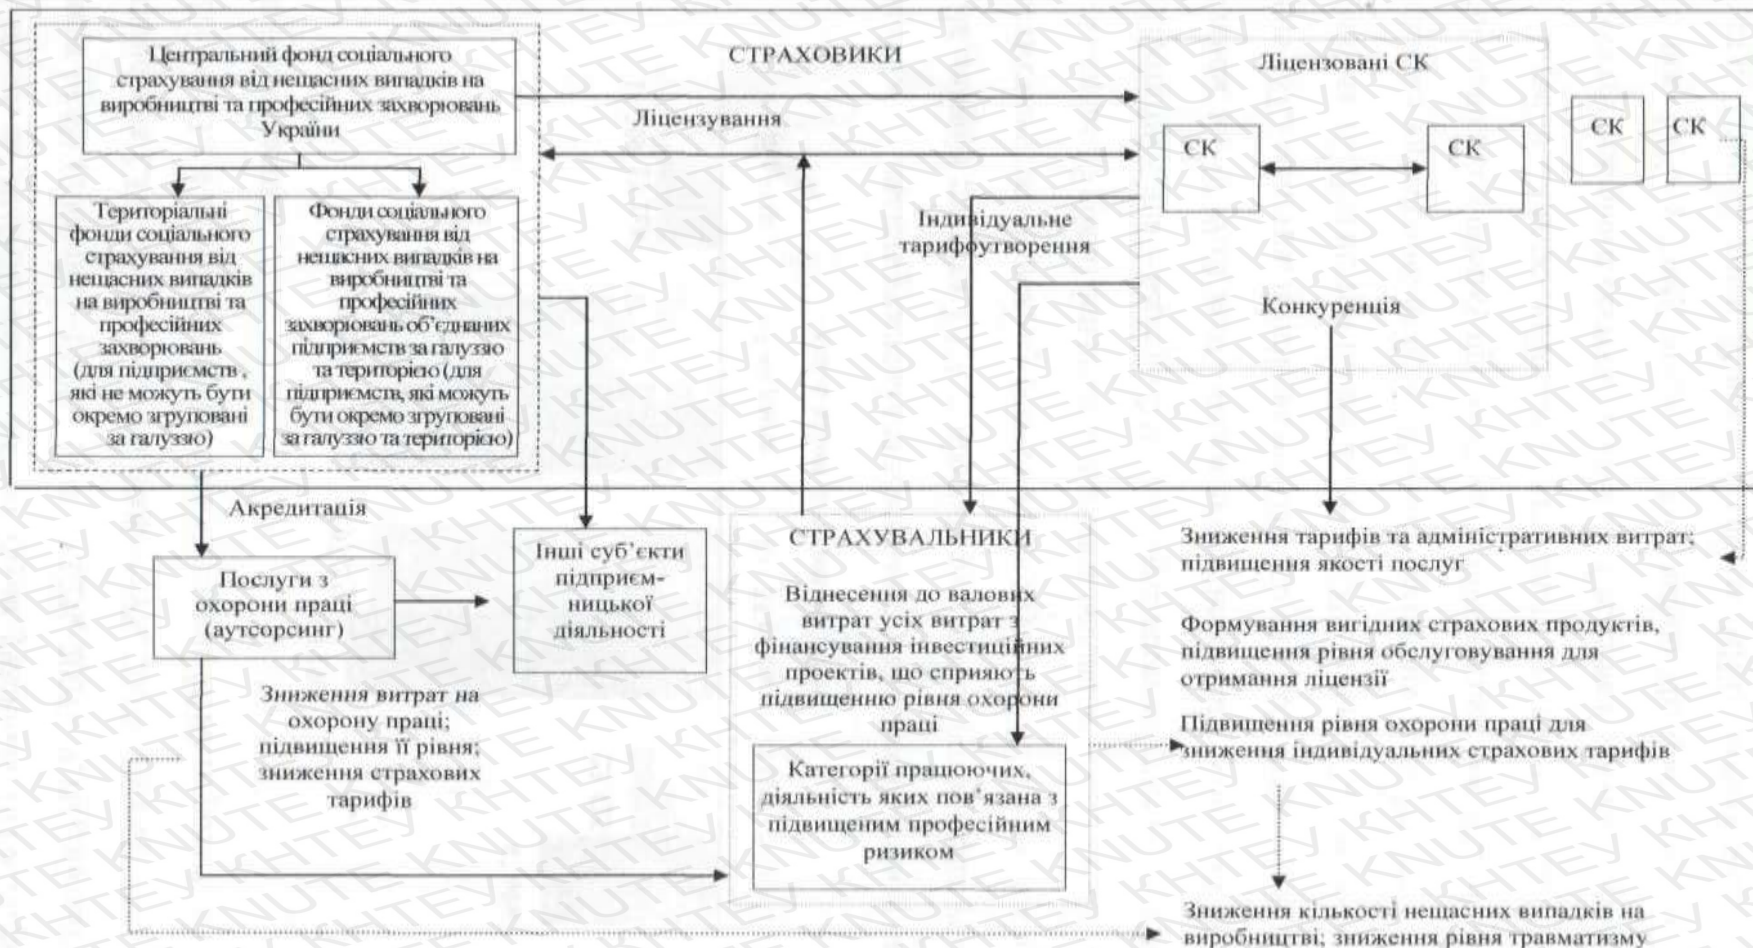 Центральний фонд соціального
страхування від нещасних випадків на
виробництві та професійних захворювань
України
СТРАХОВИКИ
Ліцензування
Ліцензовані СК
СК
СК
СК
СК
Територіальні
фонди соціального
страхування від
нещасних випадків
на виробництві та
професійних
захворювань
(для підприємств ,
які не можуть бути
окремо згруповані
за галуззю)
Фонди соціального
страхування від
нещасних випадків на
виробництві та
професійних
захворювань об’єднаних
підприємств за галуззю
та територією (для
підприємств, які можуть
бути окремо згруповані
за галуззю та територією)
Індивідуальне
тарифоутворення
Конкуренція
Акредитація
Послуги з
охорони праці
(аутсорсинг)
Інші суб’єкти
підприєм-
ницької
діяльності
СТРАХУВАЛЬНИКИ
Віднесення до валових
витрат усіх витрат з
фінансування інвестиційних
проектів, що сприяють
підвищенню рівня охорони
праці
Категорії працюючих,
діяльність яких пов’язана з
підвищеним професійним
ризиком
Зниження витрат на
охорону праці;
підвищення її рівня;
зниження страхових
тарифів
Зниження тарифів та адміністративних витрат;
підвищення якості послуг
Формування вигідних страхових продуктів,
підвищення рівня обслуговування для
отримання ліцензії
Підвищення рівня охорони праці для
зниження індивідуальних страхових тарифів
Зниження кількості нещасних випадків на
виробництві; зниження рівня травматизму